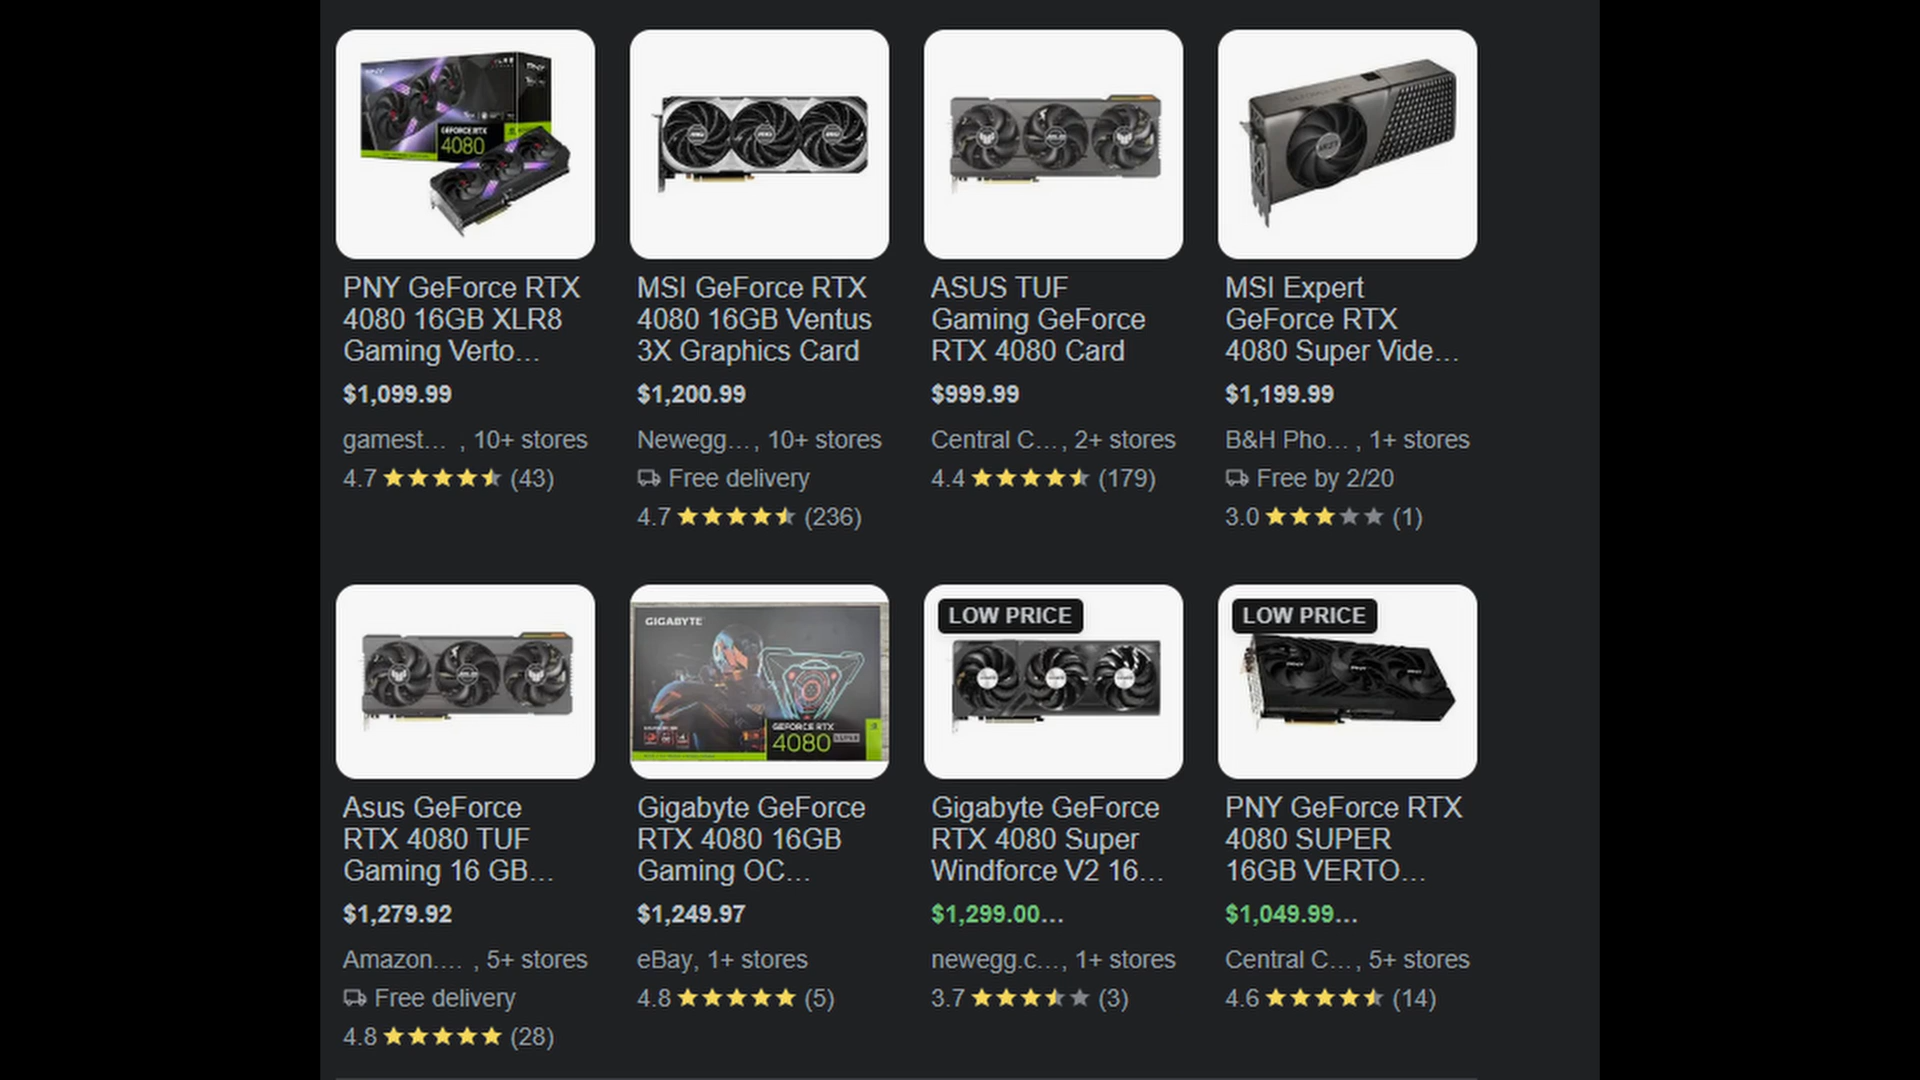 PNY
GEFORCE RTX
4080
PNY GeForce RTX
4080 16GB XLR8
Gaming Verto...
$1,099.99
gamest... , 10+ stores
4.7 (43)
MSI GeForce RTX
4080 16GB Ventus
3X Graphics Card
$1,200.99
Newegg..., 10+ stores
Free delivery
4.7 (236)
ASUS TUF
Gaming GeForce
RTX 4080 Card
$999.99
Central C..., 2+ stores
4.4 (179)
MSI Expert
GeForce RTX
4080 Super Vide...
$1,199.99
B&H Pho... , 1+ stores
Free by 2/20
3.0 (1)
Asus GeForce
RTX 4080 TUF
Gaming 16 GB...
$1,279.92
Amazon.... , 5+ stores
Free delivery
4.8 (28)
GIGABYTE
GEFORCE RTX
4080 SUPER
Gigabyte GeForce
RTX 4080 16GB
Gaming OC...
$1,249.97
eBay, 1+ stores
4.8 (5)
LOW PRICE
Gigabyte GeForce
RTX 4080 Super
Windforce V2 16...
$1,299.00...
newegg.c..., 1+ stores
3.7 (3)
LOW PRICE
PNY GeForce RTX
4080 SUPER
16GB VERTO...
$1,049.99...
Central C..., 5+ stores
4.6 (14)